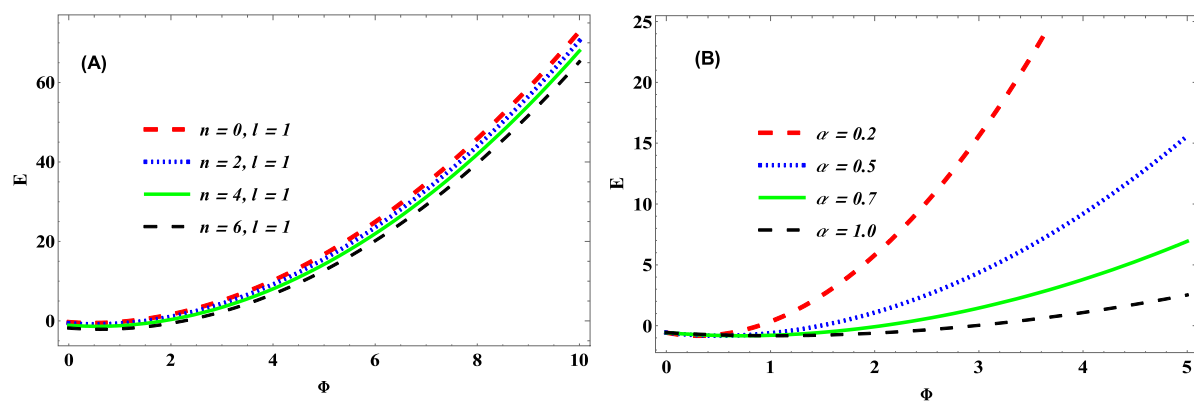 (A)
n = 0, l = 1
n = 2, l = 1
n = 4, l = 1
n = 6, l = 1
E
60
40
20
0
0 2 4 6 8 10
Φ
(B)
α = 0.2
α = 0.5
α = 0.7
α = 1.0
E
25
20
15
10
5
0
0 1 2 3 4 5
Φ